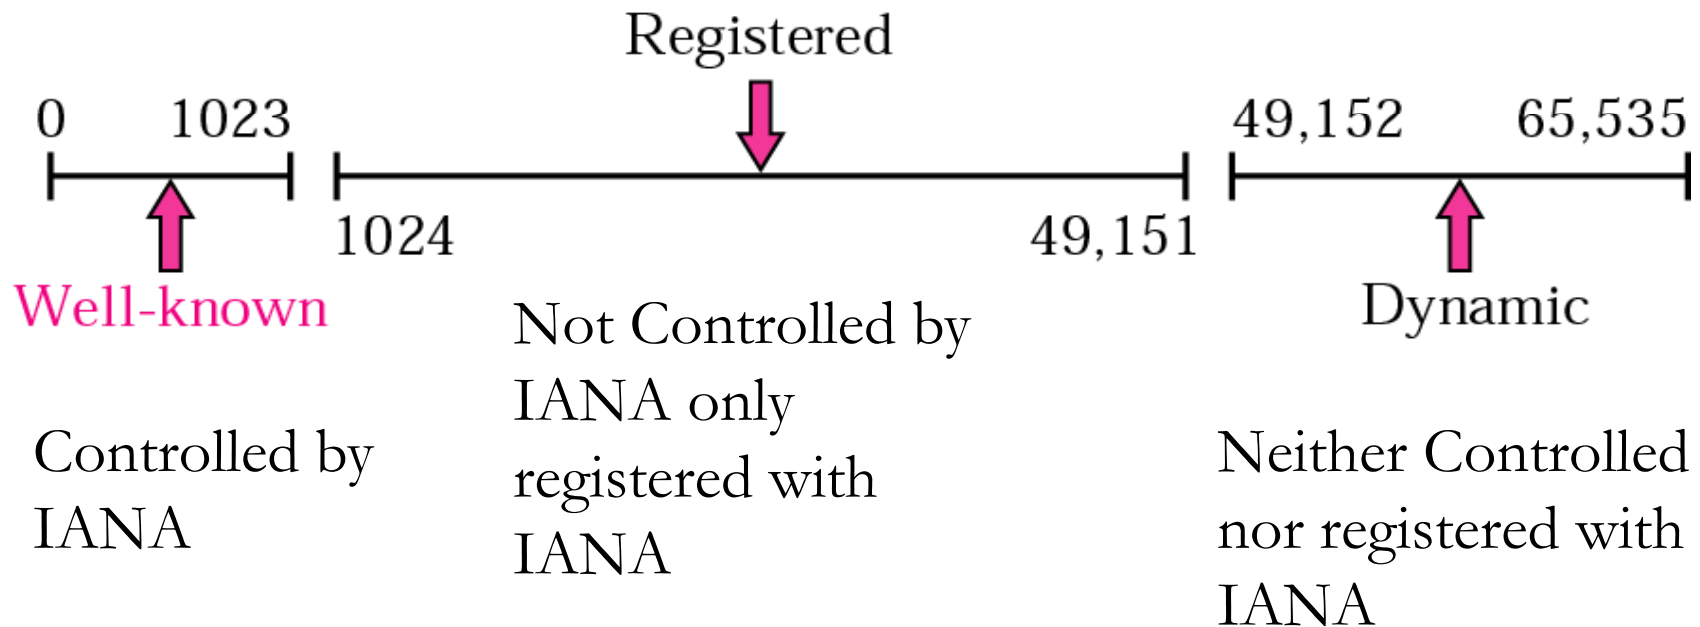 Registered
0 1023 49,152 65,535
1024 49,151
Well-known Dynamic
Not Controlled by
IANA only
registered with
IANA
Controlled by
IANA
Neither Controlled
nor registered with
IANA